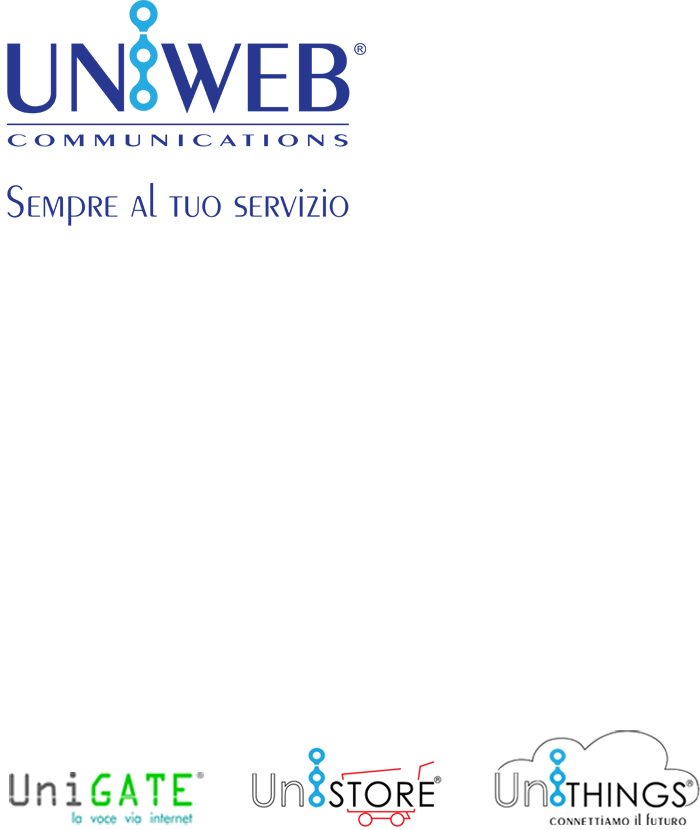 UNIWEB®
COMMUNICATIONS
Sempre al tuo servizio
UniGATE®
la voce via internet
UniSTORE®
UniTHINGS®
CONNETTIAMO il FUTURO